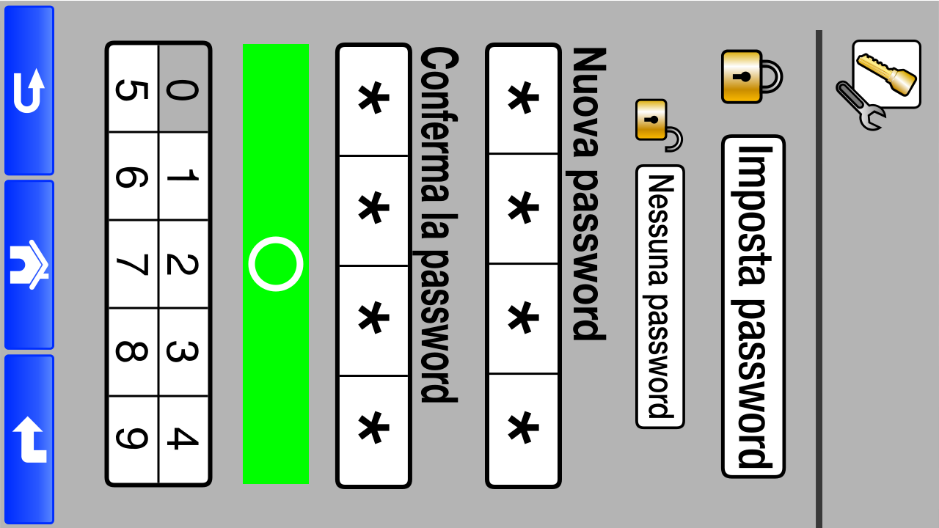 Imposta password
Nessuna password
Nuova password
* * * *
Conferma la password
* * * *
0 1 2 3 4
5 6 7 8 9